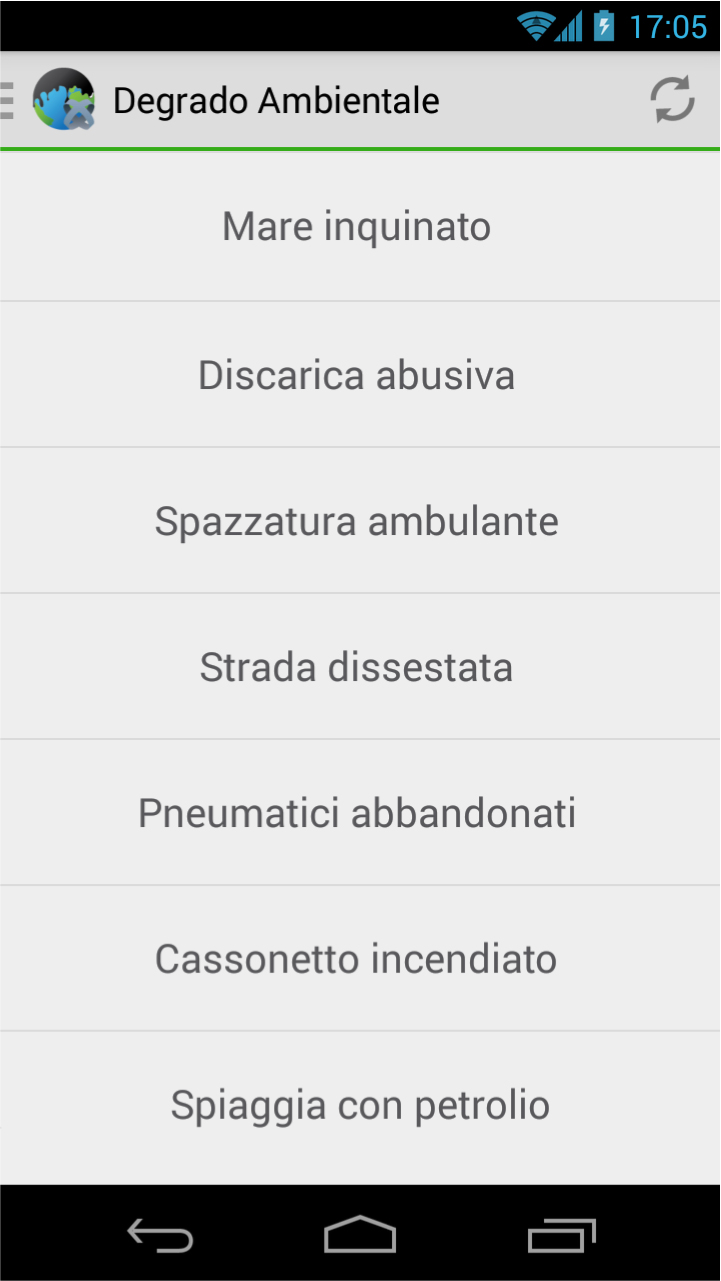 17:05
Degrado Ambientale
Mare inquinato
Discarica abusiva
Spazzatura ambulante
Strada dissestata
Pneumatici abbandonati
Cassonetto incendiato
Spiaggia con petrolio